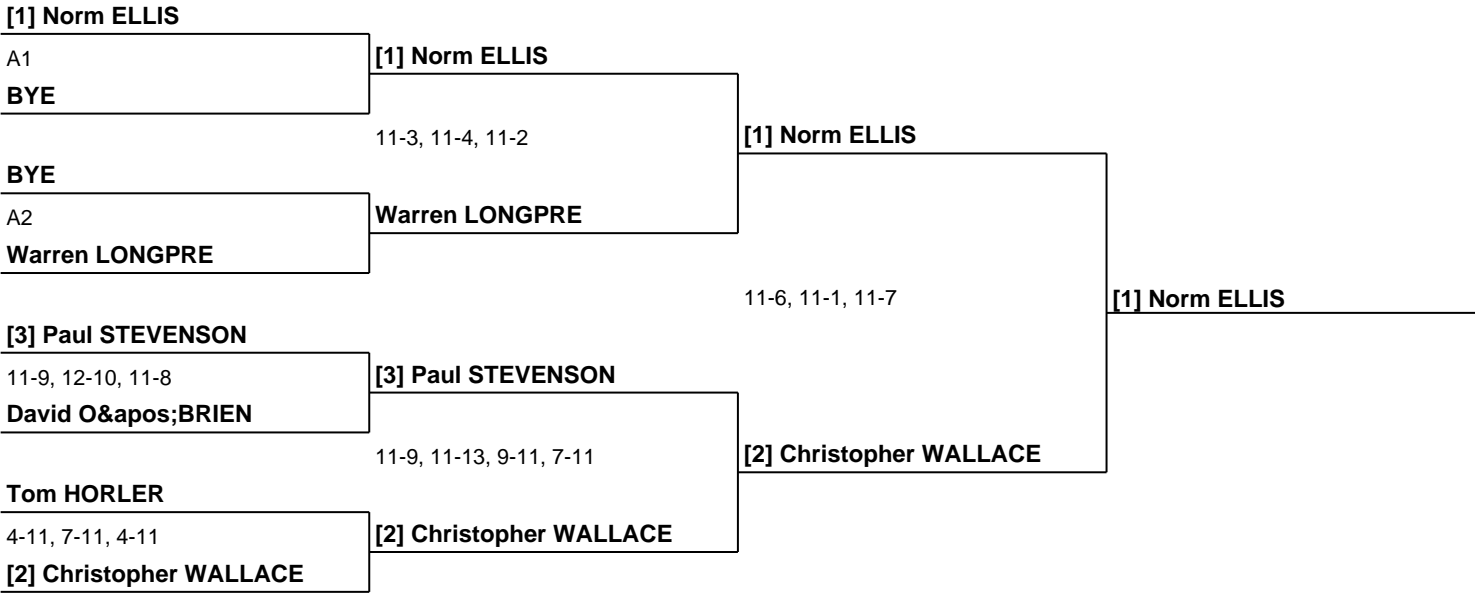 [1] Norm ELLIS
A1
BYE
BYE
A2
Warren LONGPRE
[3] Paul STEVENSON
11-9, 12-10, 11-8
David O&apos;BRIEN
Tom HORLER
4-11, 7-11, 4-11
[2] Christopher WALLACE
[1] Norm ELLIS
11-3, 11-4, 11-2
Warren LONGPRE
[3] Paul STEVENSON
11-9, 11-13, 9-11, 7-11
[2] Christopher WALLACE
[1] Norm ELLIS
11-6, 11-1, 11-7
[2] Christopher WALLACE
[1] Norm ELLIS